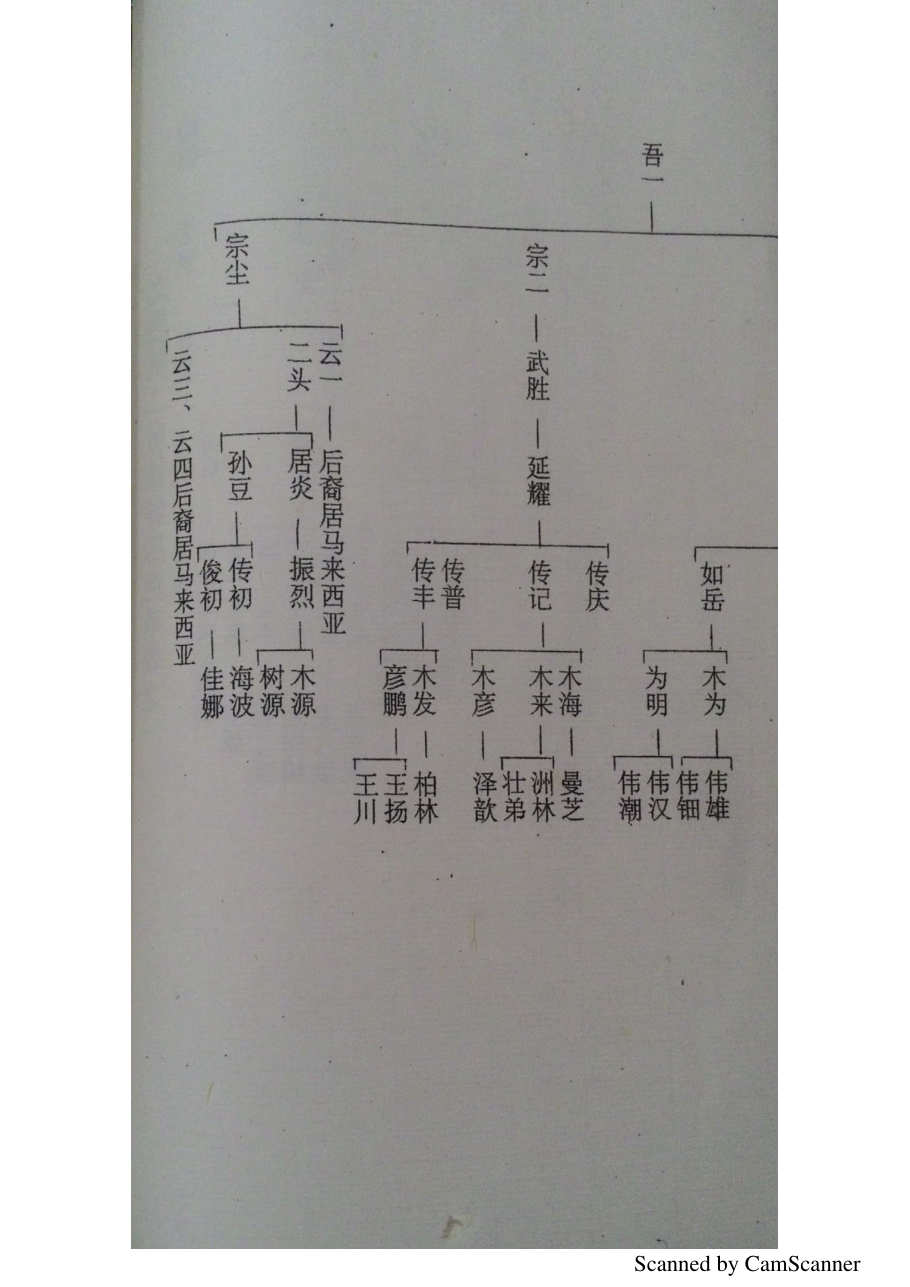 吾一
宗二
宗尘
武胜
云一
二头
云三、云四后裔居马来西亚
延耀
后裔居马来西亚
居炎
孙豆
如岳
传庆
传记
传普
传丰
振烈
传初
俊初
木为
为明
木海
木来
木彦
木发
彦鹏
木源
树源
海波
佳娜
伟雄
伟钿
伟汉
伟潮
曼芝
洲林
壮弟
泽歆
柏林
王扬
王川
Scanned by CamScanner